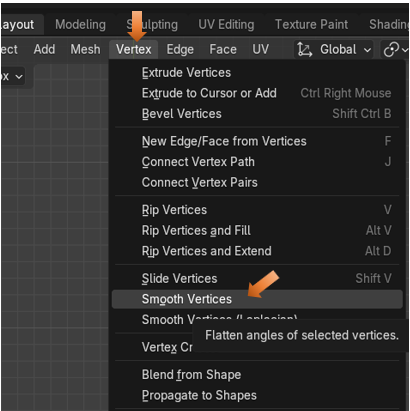 ayout Modeling Sculpting UV Editing Texture Paint Shading
ect Add Mesh Vertex Edge Face UV Global
ox
Extrude Vertices
Extrude to Cursor or Add Ctrl Right Mouse
Bevel Vertices Shift Ctrl B
New Edge/Face from Vertices F
Connect Vertex Path J
Connect Vertex Pairs
Rip Vertices V
Rip Vertices and Fill Alt V
Rip Vertices and Extend Alt D
Slide Vertices Shift V
Smooth Vertices
Smooth Vertices (Laplacian)
Flatten angles of selected vertices.
Vertex Cr
Blend from Shape
Propagate to Shapes